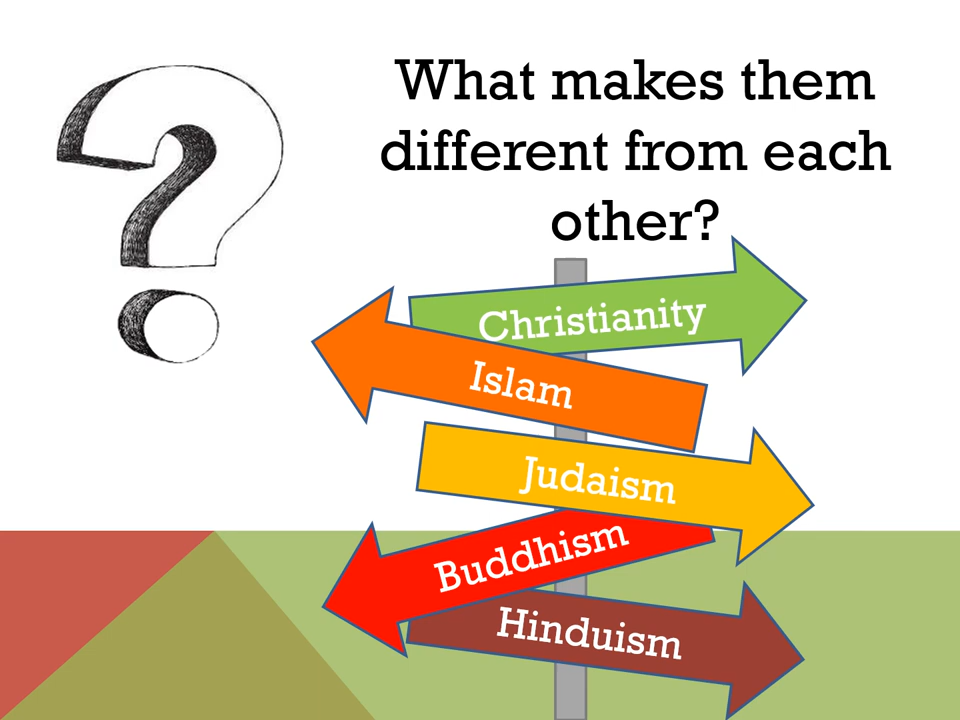 What makes them
different from each
other?
Christianity
Islam
Judaism
Buddhism
Hinduism